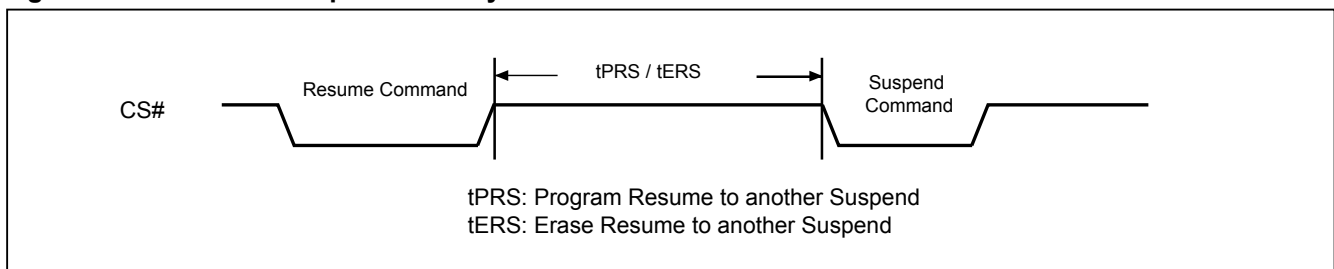 Resume Command
tPRS / tERS
Suspend
Command
CS#
tPRS: Program Resume to another Suspend
tERS: Erase Resume to another Suspend